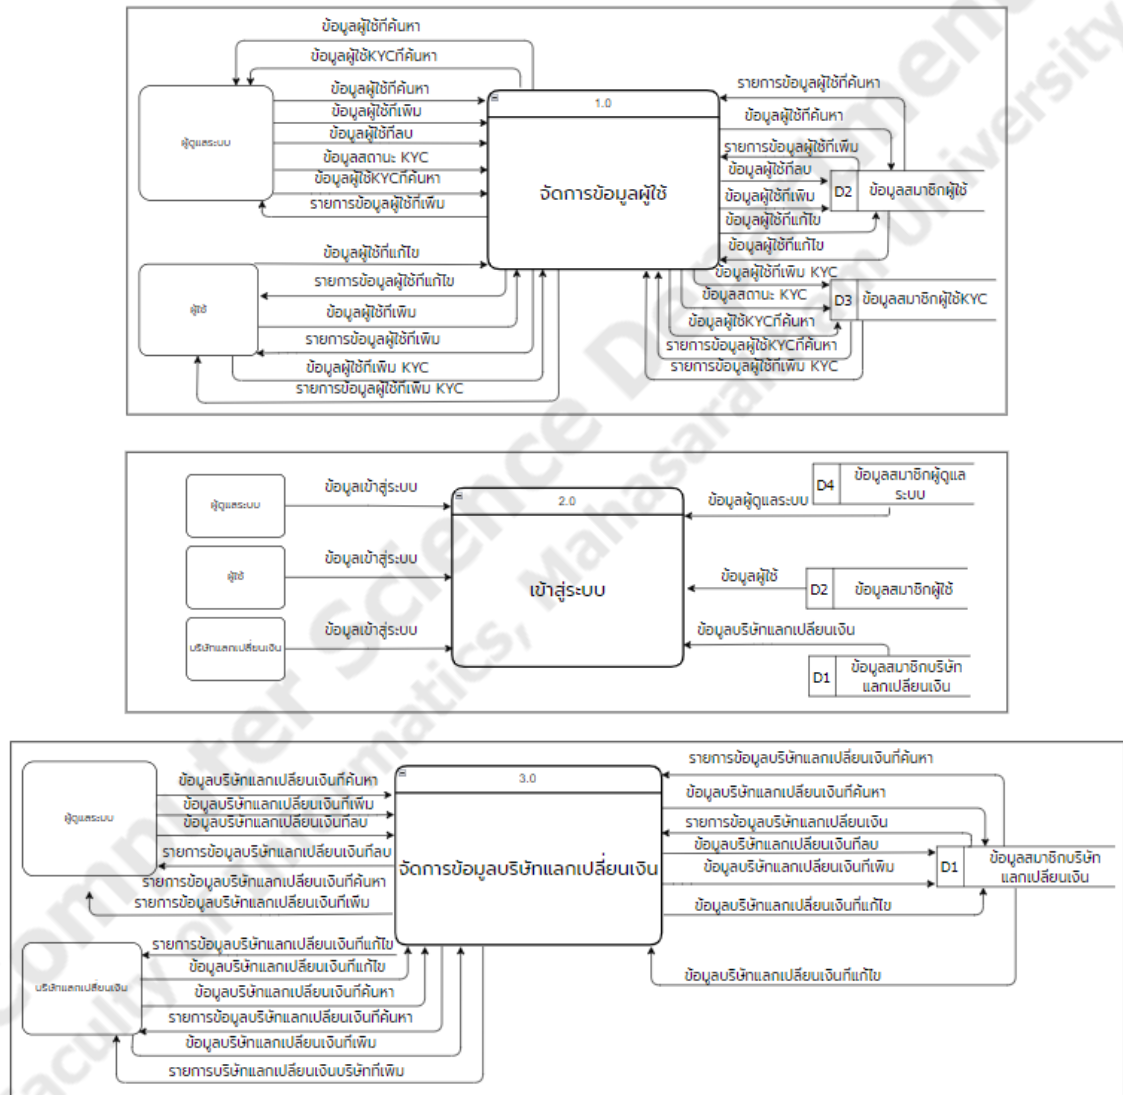 ข้อมูลผู้ใช้ที่ค้นหา
ข้อมูลผู้ใช้KYCที่ค้นหา
ผู้ดูแลระบบ
ข้อมูลผู้ใช้ที่ค้นหา
ข้อมูลผู้ใช้ที่เพิ่ม
ข้อมูลผู้ใช้ที่ลบ
ข้อมูลสถานะ KYC
ข้อมูลผู้ใช้KYCที่ค้นหา
รายการข้อมูลผู้ใช้ที่เพิ่ม
1.0
จัดการข้อมูลผู้ใช้
รายการข้อมูลผู้ใช้ที่ค้นหา
ข้อมูลผู้ใช้ที่ค้นหา
รายการข้อมูลผู้ใช้ที่เพิ่ม
ข้อมูลผู้ใช้ที่ลบ
ข้อมูลผู้ใช้ที่เพิ่ม
ข้อมูลผู้ใช้ที่แก้ไข
ข้อมูลผู้ใช้ที่แก้ไข
D2 ข้อมูลสมาชิกผู้ใช้
ผู้ใช้
ข้อมูลผู้ใช้ที่แก้ไข
รายการข้อมูลผู้ใช้ที่แก้ไข
ข้อมูลผู้ใช้ที่เพิ่ม
รายการข้อมูลผู้ใช้ที่เพิ่ม
ข้อมูลผู้ใช้ที่เพิ่ม KYC
รายการข้อมูลผู้ใช้ที่เพิ่ม KYC
ข้อมูลผู้ใช้ที่เพิ่ม KYC
ข้อมูลสถานะ KYC
ข้อมูลผู้ใช้KYCที่ค้นหา
รายการข้อมูลผู้ใช้KYCที่ค้นหา
รายการข้อมูลผู้ใช้ที่เพิ่ม KYC
D3 ข้อมูลสมาชิกผู้ใช้KYC
ผู้ดูแลระบบ
ข้อมูลเข้าสู่ระบบ
ผู้ใช้
ข้อมูลเข้าสู่ระบบ
บริษัทแลกเปลี่ยนเงิน
ข้อมูลเข้าสู่ระบบ
2.0
เข้าสู่ระบบ
ข้อมูลผู้ดูแลระบบ
D4 ข้อมูลสมาชิกผู้ดูแล
ระบบ
ข้อมูลผู้ใช้
D2 ข้อมูลสมาชิกผู้ใช้
ข้อมูลบริษัทแลกเปลี่ยนเงิน
D1 ข้อมูลสมาชิกบริษัท
แลกเปลี่ยนเงิน
ผู้ดูแลระบบ
ข้อมูลบริษัทแลกเปลี่ยนเงินที่ค้นหา
ข้อมูลบริษัทแลกเปลี่ยนเงินที่เพิ่ม
ข้อมูลบริษัทแลกเปลี่ยนเงินที่ลบ
รายการข้อมูลบริษัทแลกเปลี่ยนเงินที่ลบ
รายการข้อมูลบริษัทแลกเปลี่ยนเงินที่ค้นหา
รายการข้อมูลบริษัทแลกเปลี่ยนเงินที่เพิ่ม
3.0
จัดการข้อมูลบริษัทแลกเปลี่ยนเงิน
รายการข้อมูลบริษัทแลกเปลี่ยนเงินที่ค้นหา
ข้อมูลบริษัทแลกเปลี่ยนเงินที่ค้นหา
รายการข้อมูลบริษัทแลกเปลี่ยนเงิน
ข้อมูลบริษัทแลกเปลี่ยนเงินที่ลบ
ข้อมูลบริษัทแลกเปลี่ยนเงินที่เพิ่ม
ข้อมูลบริษัทแลกเปลี่ยนเงินที่แก้ไข
ข้อมูลบริษัทแลกเปลี่ยนเงินที่แก้ไข
D1 ข้อมูลสมาชิกบริษัท
แลกเปลี่ยนเงิน
บริษัทแลกเปลี่ยนเงิน
รายการข้อมูลบริษัทแลกเปลี่ยนเงินที่แก้ไข
ข้อมูลบริษัทแลกเปลี่ยนเงินที่แก้ไข
ข้อมูลบริษัทแลกเปลี่ยนเงินที่ค้นหา
รายการข้อมูลบริษัทแลกเปลี่ยนเงินที่ค้นหา
ข้อมูลบริษัทแลกเปลี่ยนเงินที่เพิ่ม
รายการบริษัทแลกเปลี่ยนเงินบริษัทที่เพิ่ม
Computer Science Department
Faculty of Informatics, Mahasarakham University